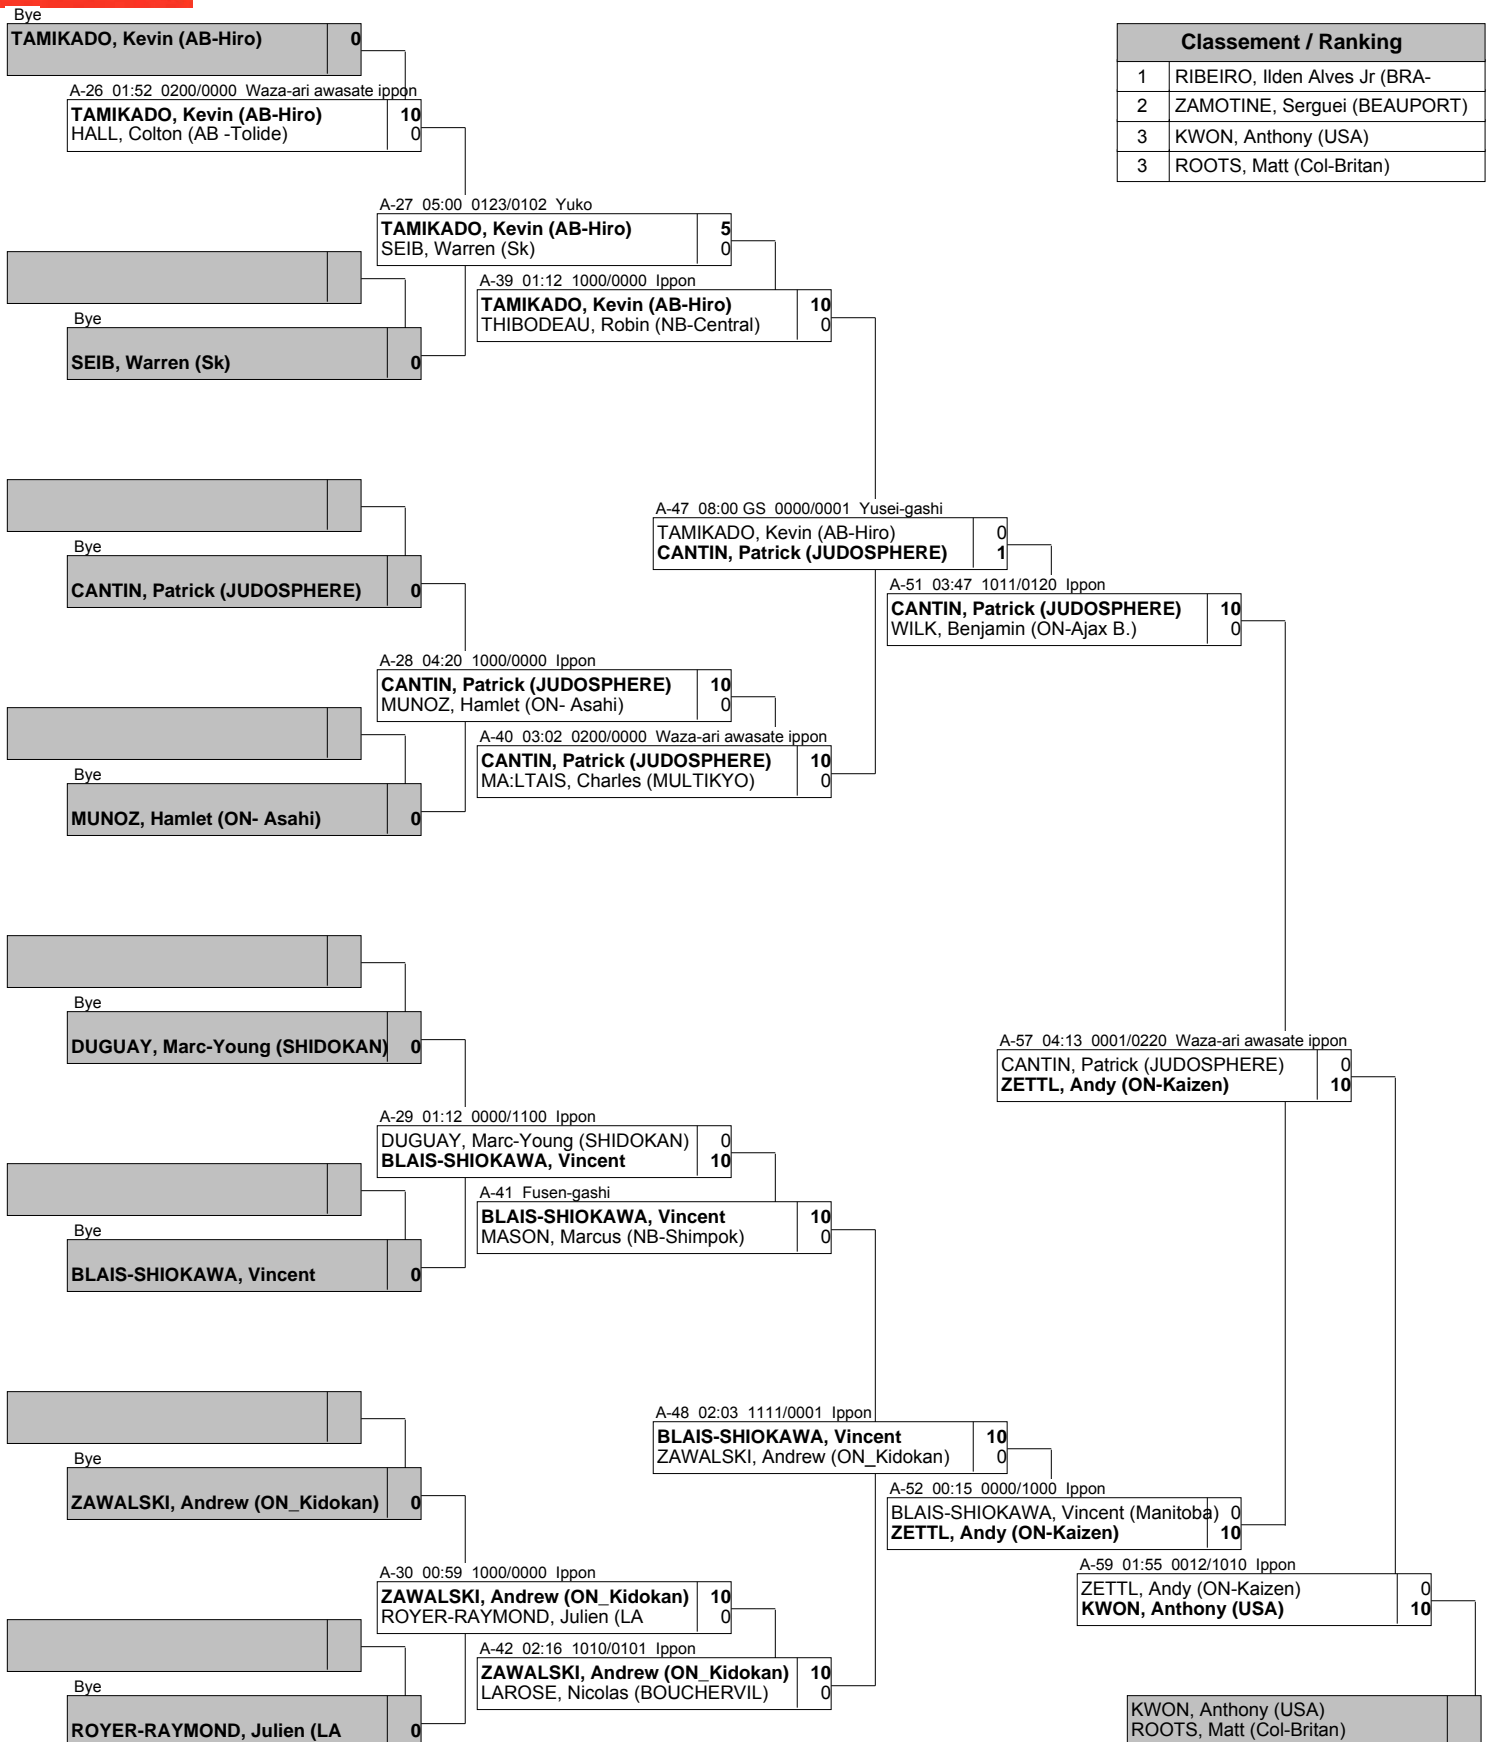 Bye
TAMIKADO, Kevin (AB-Hiro) 0
Classement / Ranking
1 RIBEIRO, Ilden Alves Jr (BRA-
2 ZAMOTINE, Serguei (BEAUPORT)
3 KWON, Anthony (USA)
3 ROOTS, Matt (Col-Britan)
A-26 01:52 0200/0000 Waza-ari awasate ippon
TAMIKADO, Kevin (AB-Hiro) 10
HALL, Colton (AB -Tolide) 0
A-27 05:00 0123/0102 Yuko
TAMIKADO, Kevin (AB-Hiro) 5
SEIB, Warren (Sk) 0
A-39 01:12 1000/0000 Ippon
TAMIKADO, Kevin (AB-Hiro) 10
THIBODEAU, Robin (NB-Central) 0
Bye
SEIB, Warren (Sk) 0
A-47 08:00 GS 0000/0001 Yusei-gashi
TAMIKADO, Kevin (AB-Hiro) 0
CANTIN, Patrick (JUDOSPHERE) 1
Bye
CANTIN, Patrick (JUDOSPHERE) 0
A-51 03:47 1011/0120 Ippon
CANTIN, Patrick (JUDOSPHERE) 10
WILK, Benjamin (ON-Ajax B.) 0
A-28 04:20 1000/0000 Ippon
CANTIN, Patrick (JUDOSPHERE) 10
MUNOZ, Hamlet (ON- Asahi) 0
A-40 03:02 0200/0000 Waza-ari awasate ippon
CANTIN, Patrick (JUDOSPHERE) 10
MA:LTAIS, Charles (MULTIKYO) 0
Bye
MUNOZ, Hamlet (ON- Asahi) 0
Bye
DUGUAY, Marc-Young (SHIDOKAN) 0
A-57 04:13 0001/0220 Waza-ari awasate ippon
CANTIN, Patrick (JUDOSPHERE) 0
ZETTL, Andy (ON-Kaizen) 10
A-29 01:12 0000/1100 Ippon
DUGUAY, Marc-Young (SHIDOKAN) 0
BLAIS-SHIOKAWA, Vincent 10
A-41 Fusen-gashi
BLAIS-SHIOKAWA, Vincent 10
MASON, Marcus (NB-Shimpok) 0
Bye
BLAIS-SHIOKAWA, Vincent 0
A-48 02:03 1111/0001 Ippon
BLAIS-SHIOKAWA, Vincent 10
ZAWALSKI, Andrew (ON_Kidokan) 0
Bye
ZAWALSKI, Andrew (ON_Kidokan) 0
A-52 00:15 0000/1000 Ippon
BLAIS-SHIOKAWA, Vincent (Manitoba) 0
ZETTL, Andy (ON-Kaizen) 10
A-59 01:55 0012/1010 Ippon
ZETTL, Andy (ON-Kaizen) 0
KWON, Anthony (USA) 10
A-30 00:59 1000/0000 Ippon
ZAWALSKI, Andrew (ON_Kidokan) 10
ROYER-RAYMOND, Julien (LA 0
A-42 02:16 1010/0101 Ippon
ZAWALSKI, Andrew (ON_Kidokan) 10
LAROSE, Nicolas (BOUCHERVIL) 0
Bye
ROYER-RAYMOND, Julien (LA 0
KWON, Anthony (USA)
ROOTS, Matt (Col-Britan)